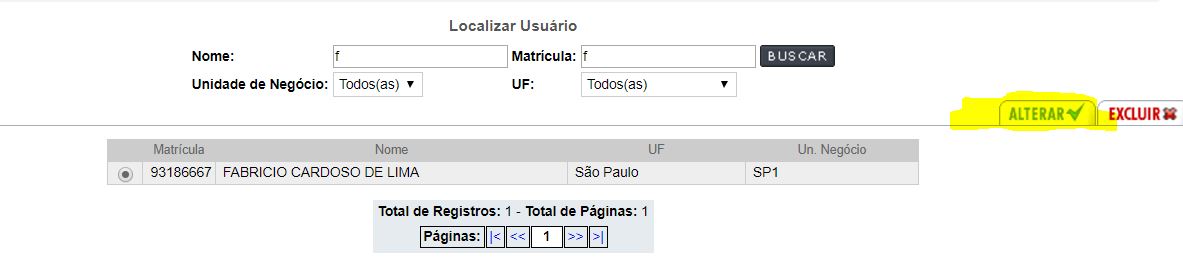 Localizar Usuário
Nome: f Matrícula: f BUSCAR
Unidade de Negócio: Todos(as) UF: Todos(as)
ALTERAR EXCLUIR
Matrícula Nome UF Un. Negócio
93186667 FABRICIO CARDOSO DE LIMA São Paulo SP1
Total de Registros: 1 - Total de Páginas: 1
Páginas: |< << 1 >> >|